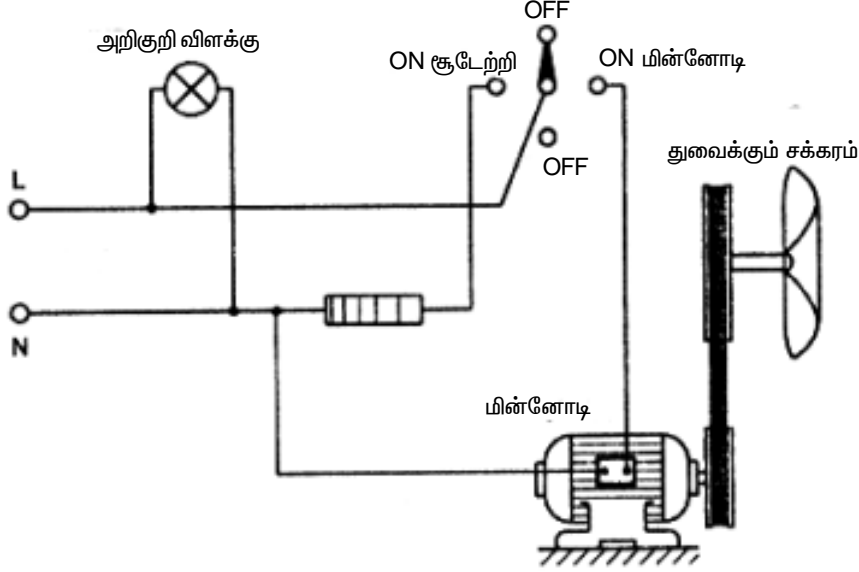 OFF
அறிகுறி விளக்கு
ON சூடேற்றி
ON மின்னோடி
OFF
துவைக்கும் சக்கரம்
L
N
மின்னோடி